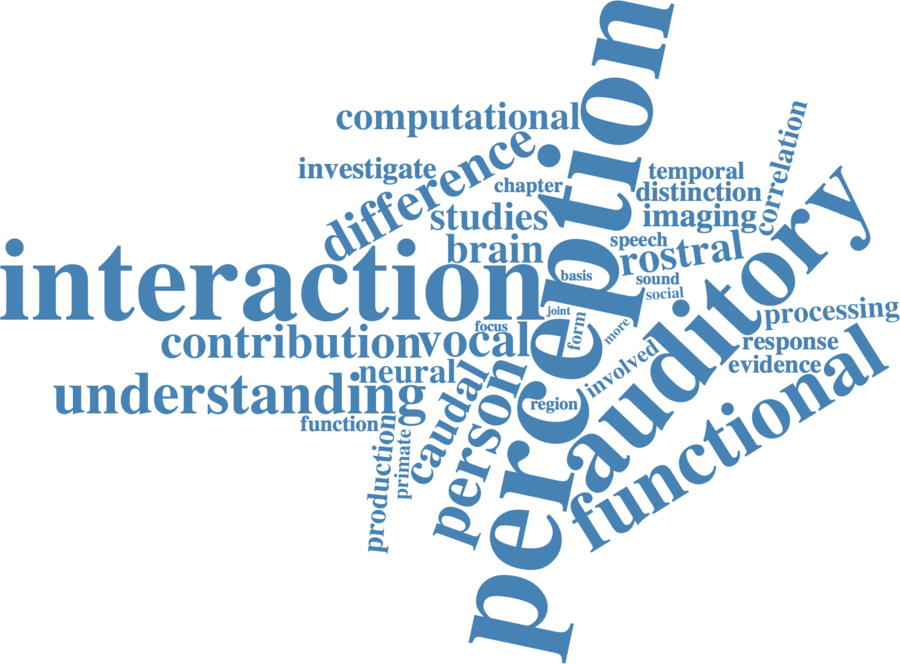 perception
computational
correlation
difference
investigate
temporal
chapter
distinction
studies
imaging
auditory
brain
speech
rostral
interaction
basis
sound
social
joint
processing
focus
form
more
contribution
vocal
response
involved
evidence
neural
understanding
caudal
person
region
functional
function
production
primate